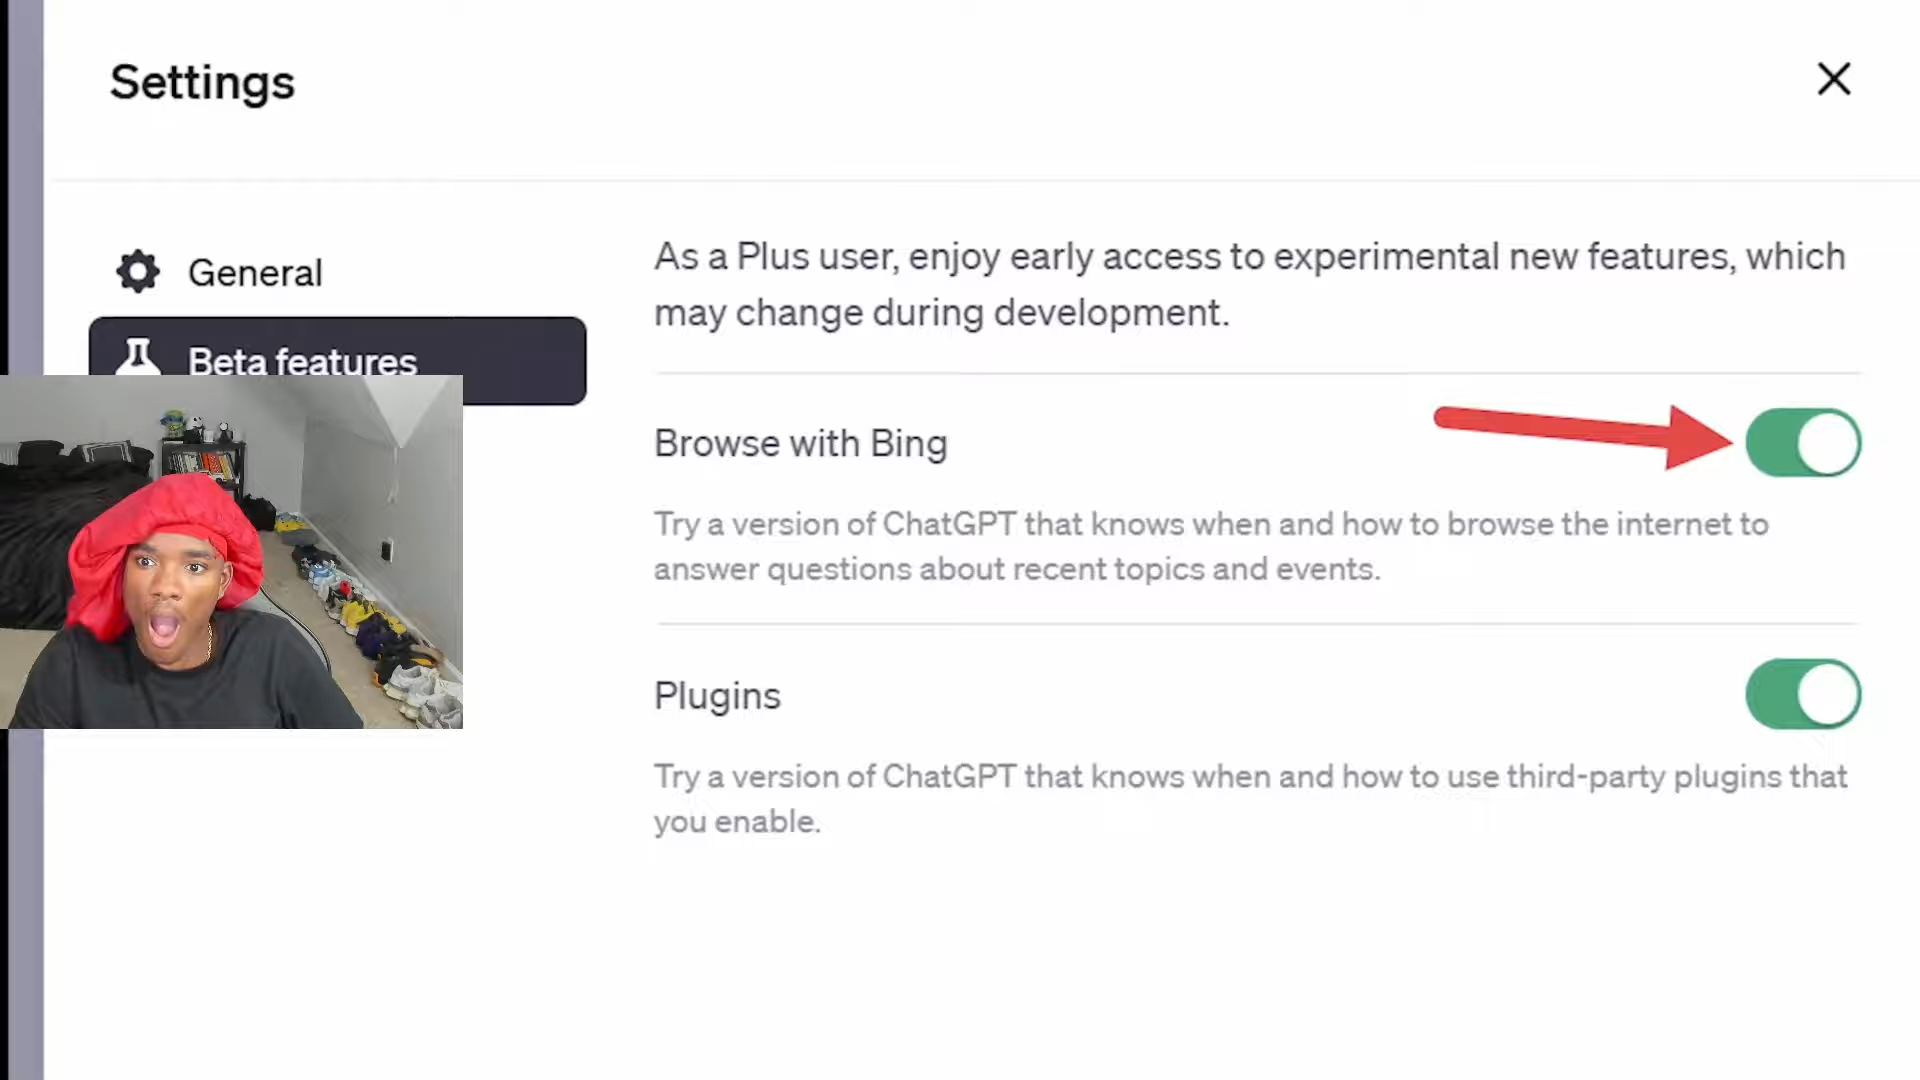 Settings
General
Beta features
As a Plus user, enjoy early access to experimental new features, which
may change during development.
Browse with Bing
Try a version of ChatGPT that knows when and how to browse the internet to
answer questions about recent topics and events.
Plugins
Try a version of ChatGPT that knows when and how to use third-party plugins that
you enable.